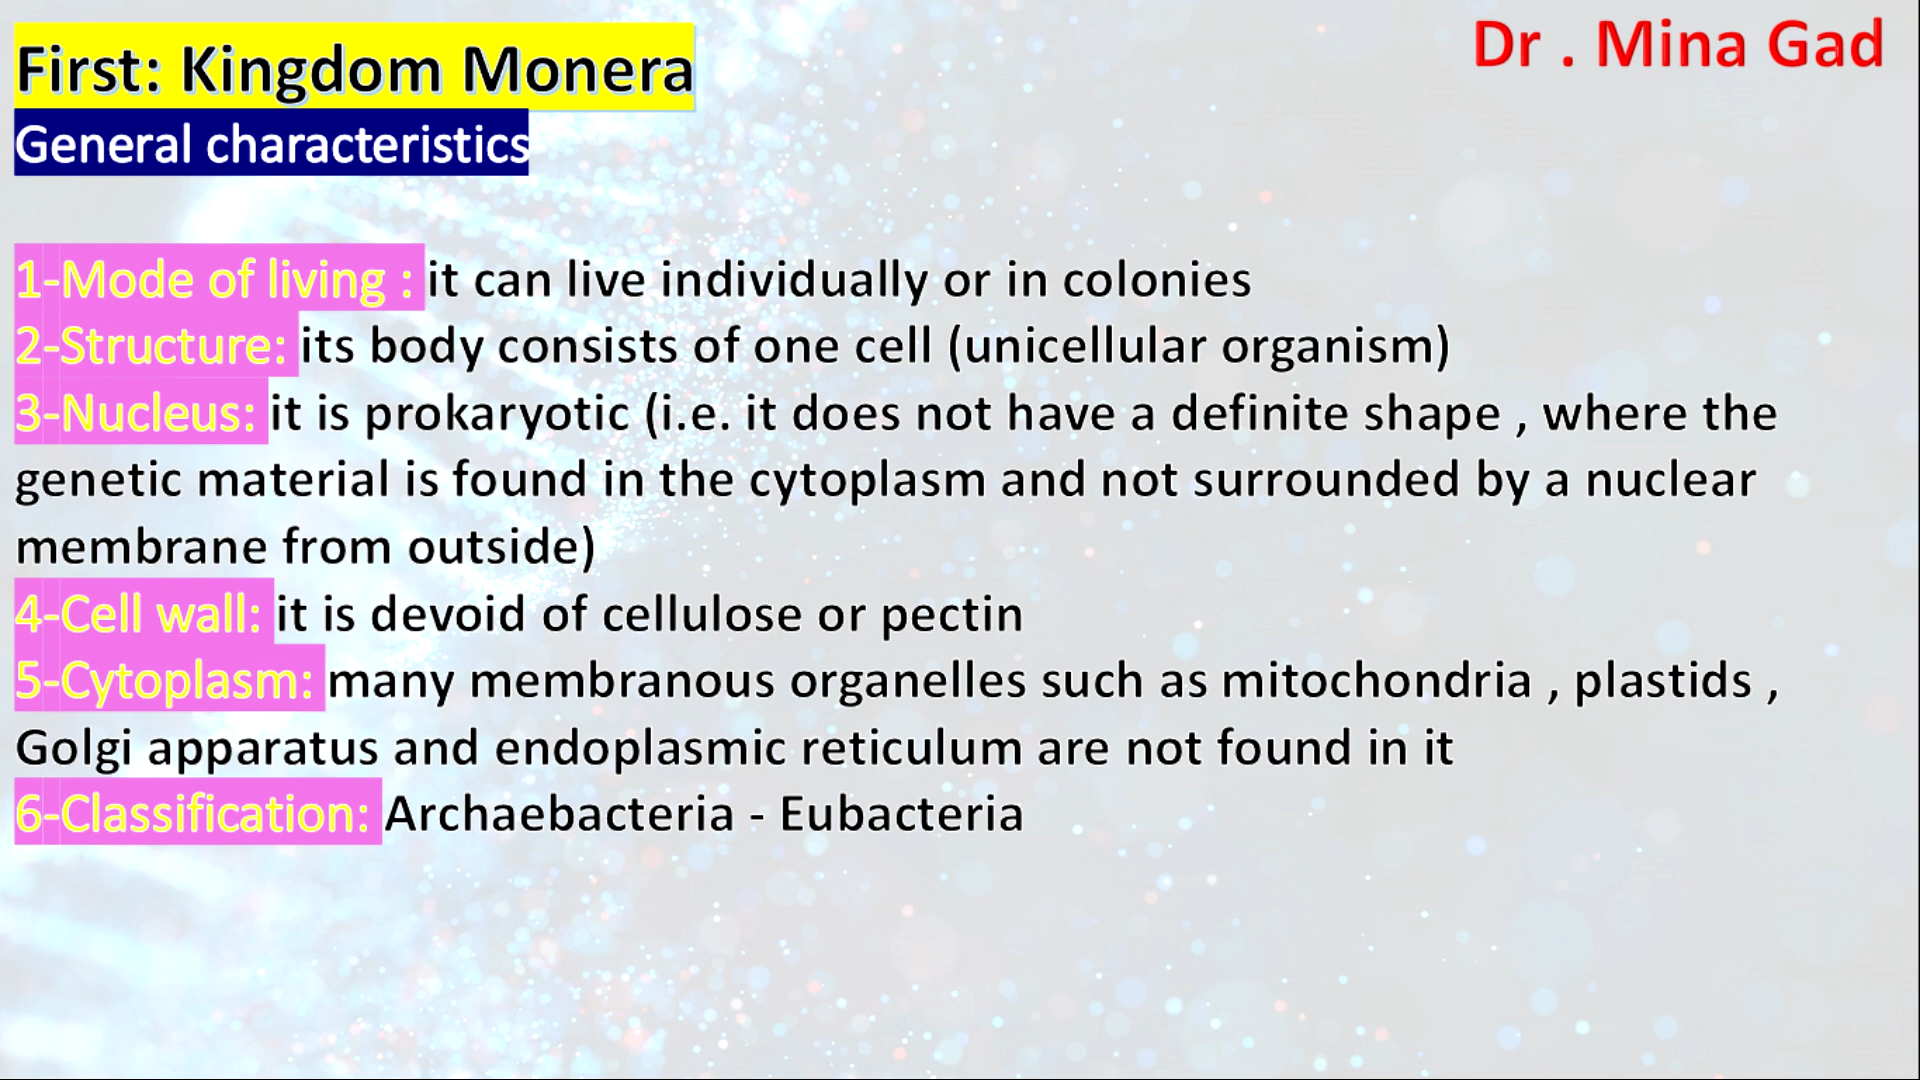 First: Kingdom Monera
Dr . Mina Gad
General characteristics
1-Mode of living : it can live individually or in colonies
2-Structure: its body consists of one cell (unicellular organism)
3-Nucleus: it is prokaryotic (i.e. it does not have a definite shape , where the
genetic material is found in the cytoplasm and not surrounded by a nuclear
membrane from outside)
4-Cell wall: it is devoid of cellulose or pectin
5-Cytoplasm: many membranous organelles such as mitochondria , plastids ,
Golgi apparatus and endoplasmic reticulum are not found in it
6-Classification: Archaebacteria - Eubacteria